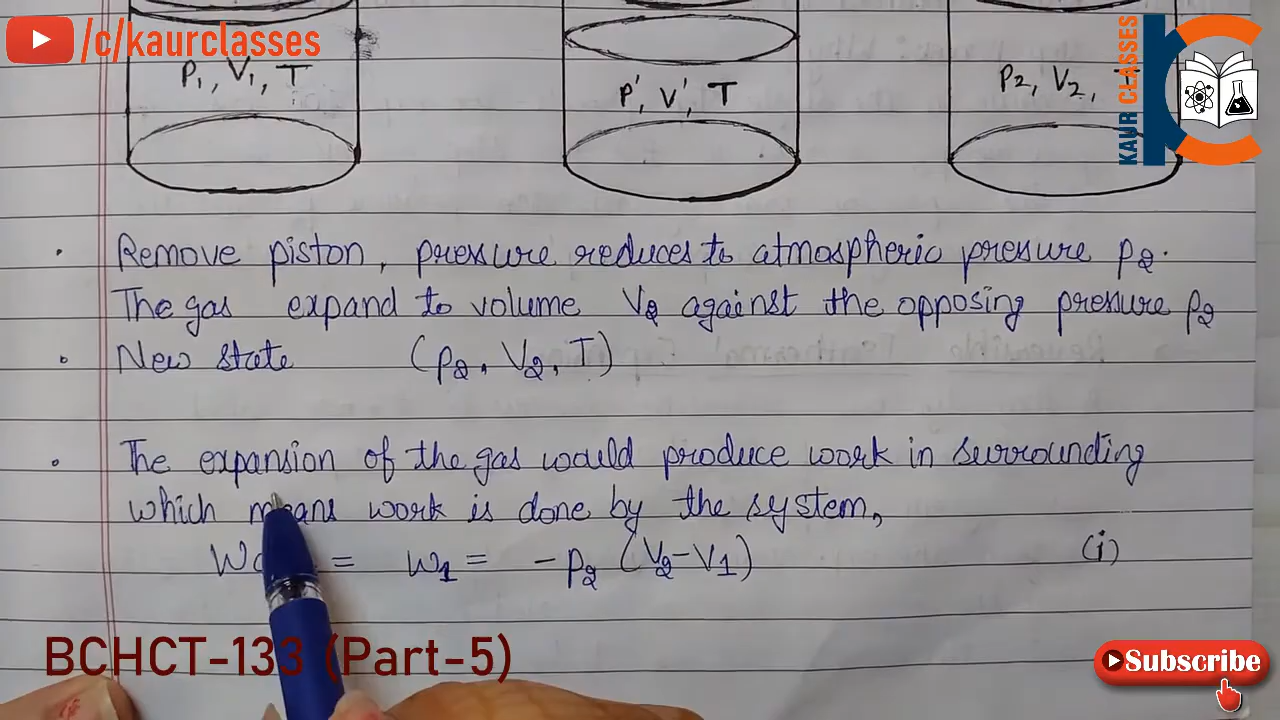 /c/kaurclasses
KAUR CLASSES
P1, V1, T
P', V', T
P2, V2, T
Remove piston, pressure reduces to atmospheric presure p2.
The gas expand to volume V2 against the opposing pressure p2
New state (p2, V2, T)
The expansion of the gas would produce work in surrounding
which means work is done by the system,
= w1 = -p2 (V2-V1) (i)
BCHCT-133 (Part-5)
Subscribe